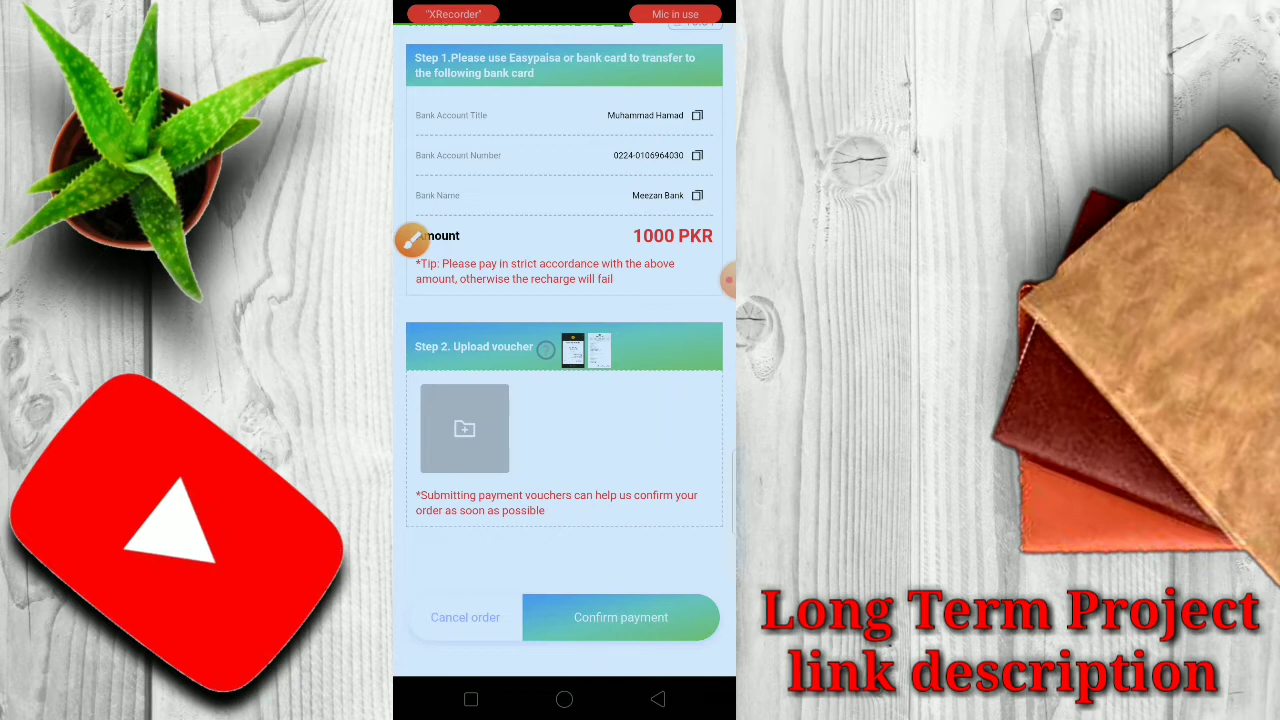 "XRecorder"
Mic in use
Step 1.Please use Easypaisa or bank card to transfer to
the following bank card
Bank Account Title
Muhammad Hamad
Bank Account Number
0224-0106964030
Bank Name
Meezan Bank
mount
1000 PKR
*Tip: Please pay in strict accordance with the above
amount, otherwise the recharge will fail
Step 2. Upload voucher
*Submitting payment vouchers can help us confirm your
order as soon as possible
Cancel order
Confirm payment
Long Term Project
link description